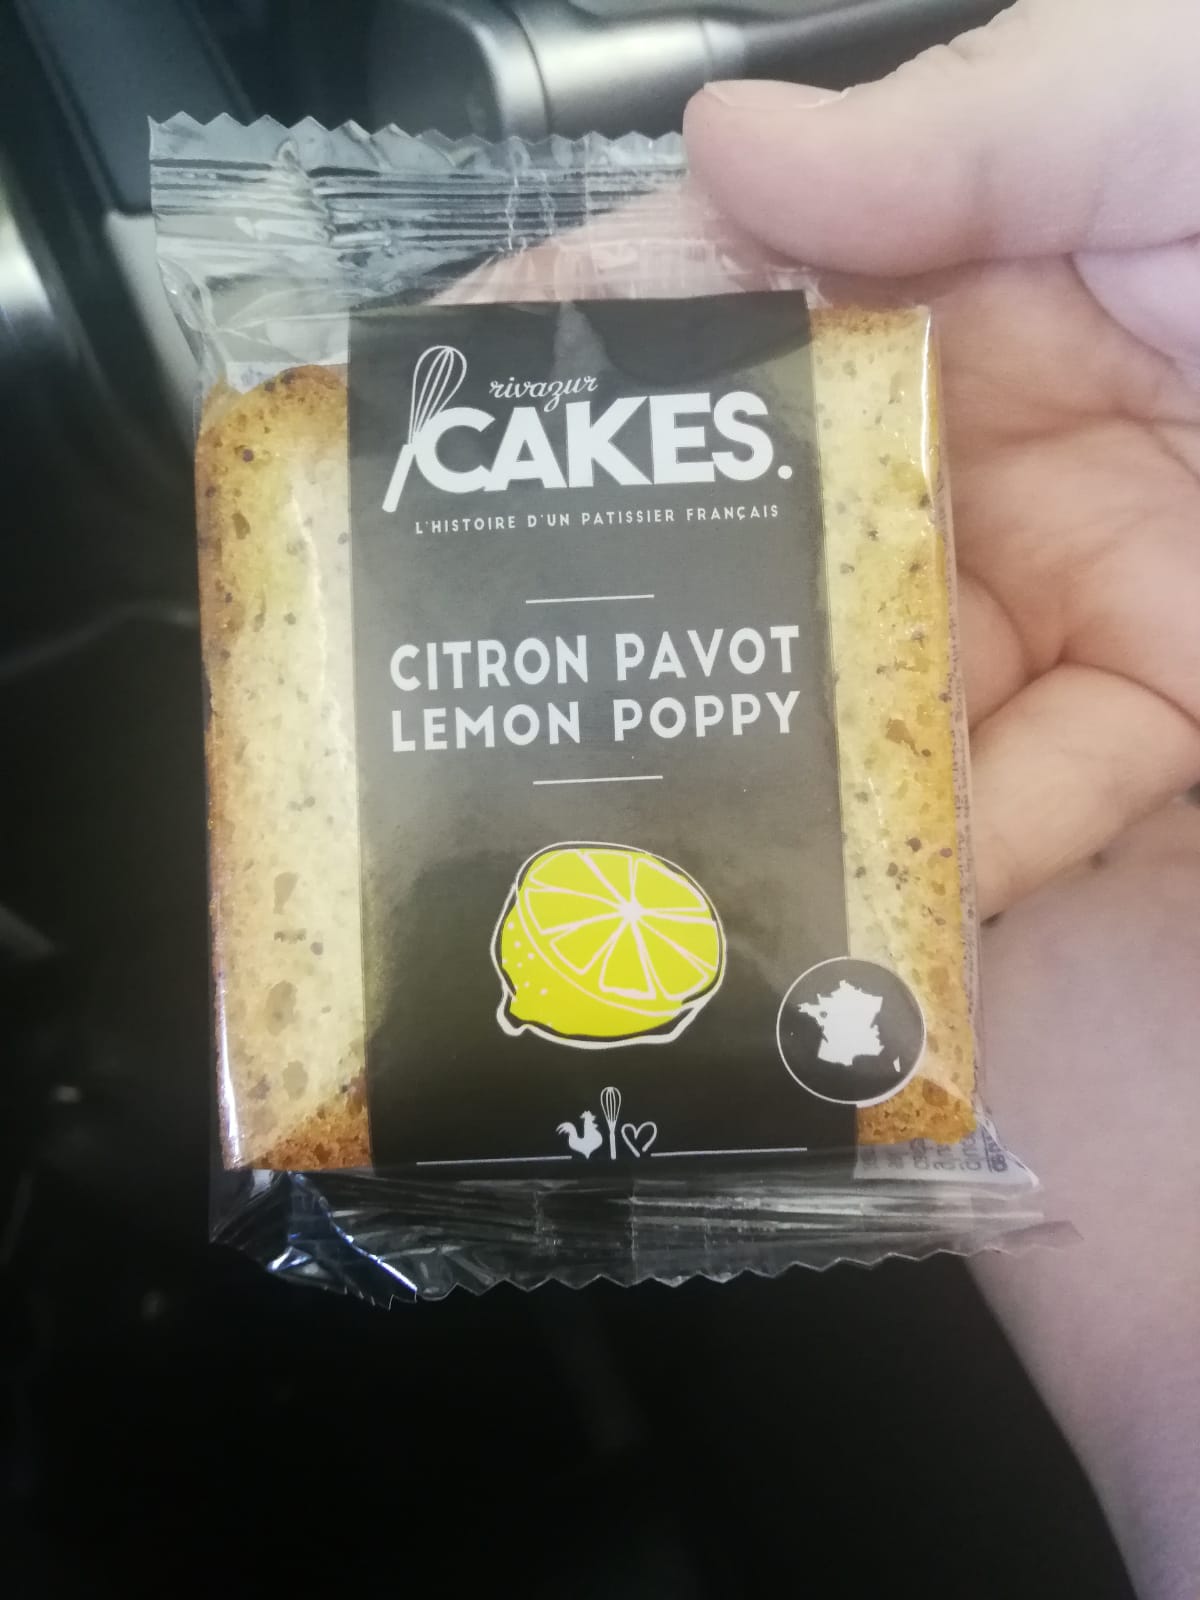 rivazur
CAKES.
L'HISTOIRE D'UN PATISSIER FRANÇAIS
CITRON PAVOT
LEMON POPPY